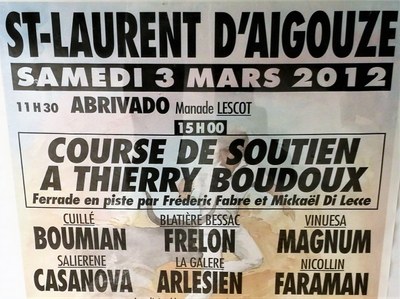 ST-LAURENT D'AIGOUZE
SAMEDI 3 MARS 2012
11H30 ABRIVADO Manade LESCOT
15H00
COURSE DE SOUTIEN
A THIERRY BOUDOUX
Ferrade en piste par Fréderic Fabre et Mickaël Di Lecce
CUILLÉ BLATIÈRE BESSAC VINUESA
BOUMIAN FRELON MAGNUM
SALIERENE LA GALERE NICOLLIN
CASANOVA ARLESIEN FARAMAN